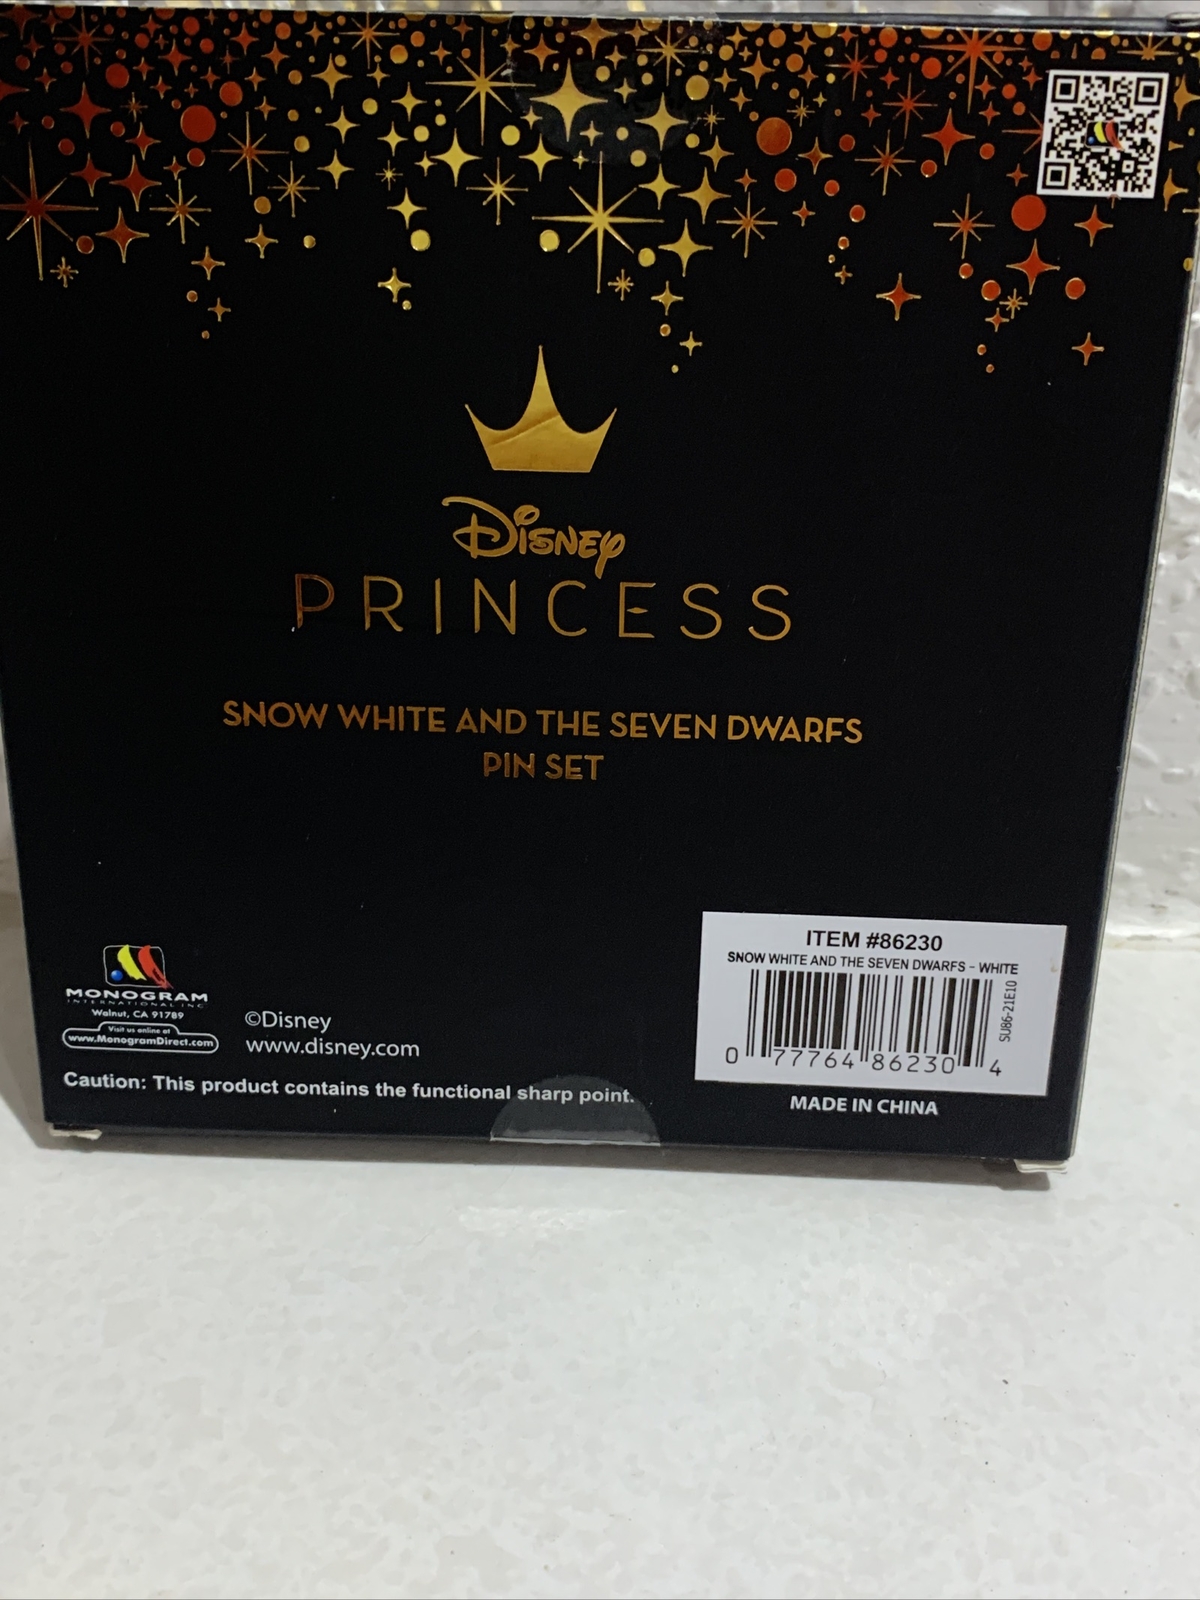 Disney
PRINCESS
SNOW WHITE AND THE SEVEN DWARFS
PIN SET
MONOGRAM
INTERNATIONAL INC
Walnut, CA 91789
Visit us online at
www.MonogramDirect.com
©Disney
www.disney.com
Caution: This product contains the functional sharp point.
ITEM #86230
SNOW WHITE AND THE SEVEN DWARFS - WHITE
SU86-21E10
0 77764 86230 4
MADE IN CHINA